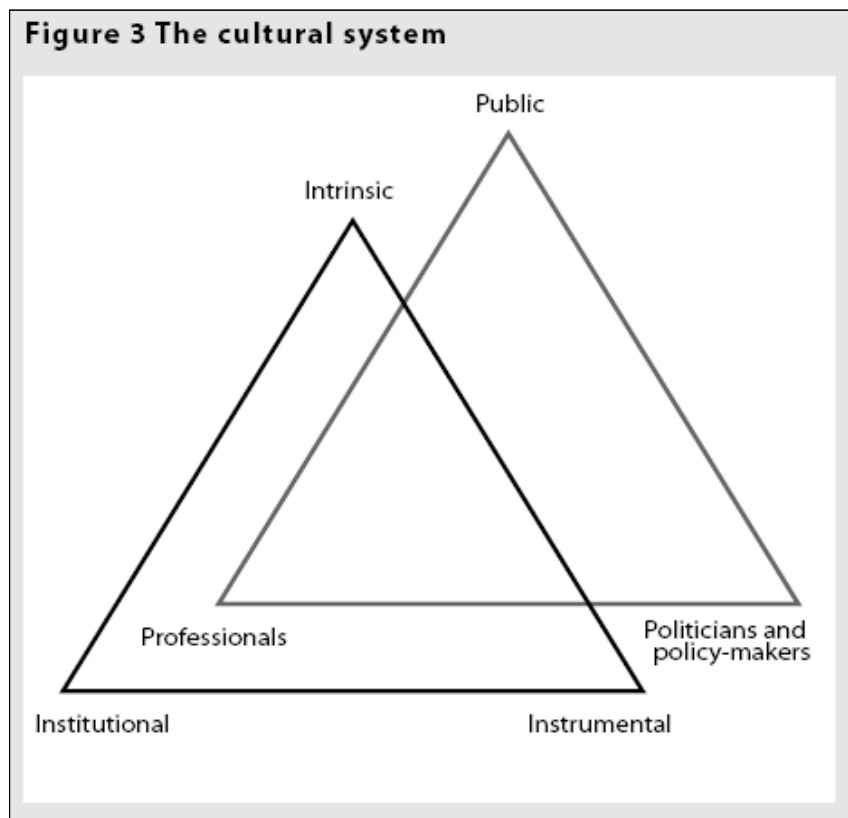 Figure 3 The cultural system
Public
Intrinsic
Professionals
Politicians and
policy-makers
Institutional
Instrumental